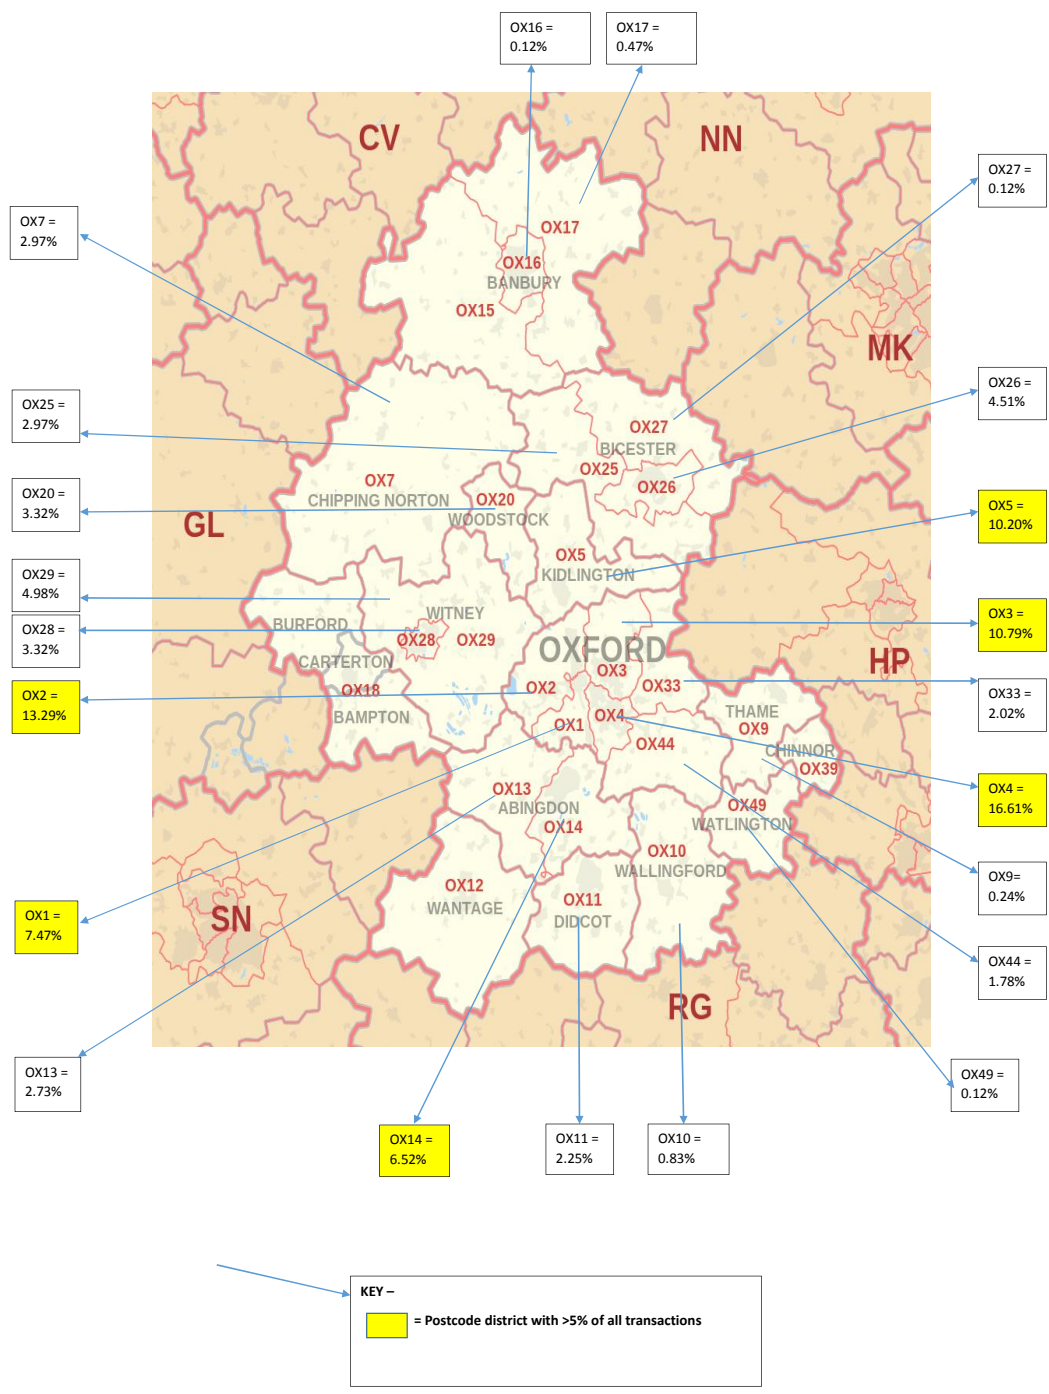 OX16 =
0.12%
OX17 =
0.47%
CV
NN
OX27 =
0.12%
OX7 =
2.97%
OX17
OX16
BANBURY
OX15
MK
OX26 =
4.51%
OX25 =
2.97%
OX27
BICESTER
OX25
OX26
OX7
CHIPPING NORTON
OX20
WOODSTOCK
OX20 =
3.32%
GL
OX5 =
10.20%
OX5
KIDLINGTON
OX29 =
4.98%
OX28 =
3.32%
OX3 =
10.79%
WITNEY
BURFORD
OX28
OX29
OXFORD
CARTERTON
OX3
HP
OX2 =
13.29%
OX18
BAMPTON
OX2
OX33
OX33 =
2.02%
OX1
OX4
OX44
THAME
OX9
CHINNOR
OX39
OX4 =
16.61%
OX13
ABINGDON
OX14
OX49
WATLINGTON
OX10
WALLINGFORD
OX9=
0.24%
OX12
WANTAGE
OX11
DIDCOT
OX1 =
7.47%
SN
OX44 =
1.78%
RG
OX13 =
2.73%
OX49 =
0.12%
OX14 =
6.52%
OX11 =
2.25%
OX10 =
0.83%
KEY –
= Postcode district with >5% of all transactions